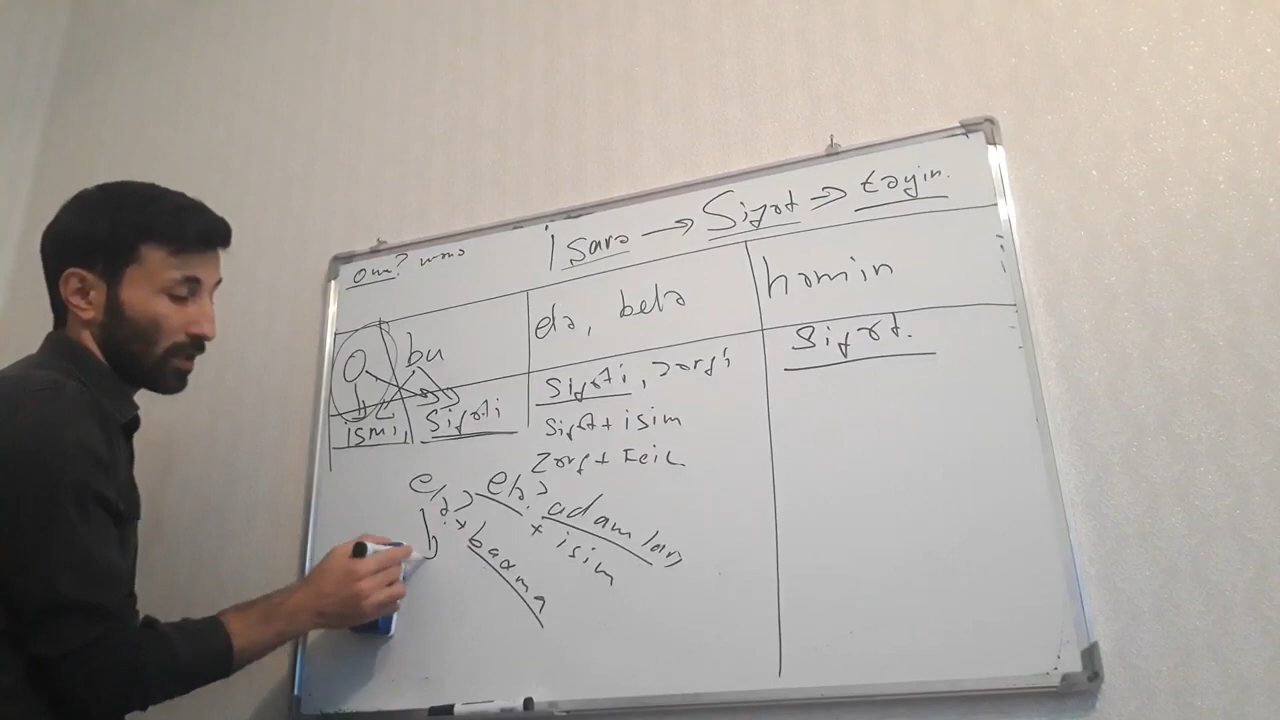 İşarə → Sifət ⇒ təyin.
onu? mənə
O bu
elə, belə
həmin
ismi, sifəti
sifəti, zərfi
sifət + isim
zərf + feil
sifət.
elə elə adamlar
+ baxma + isim
b